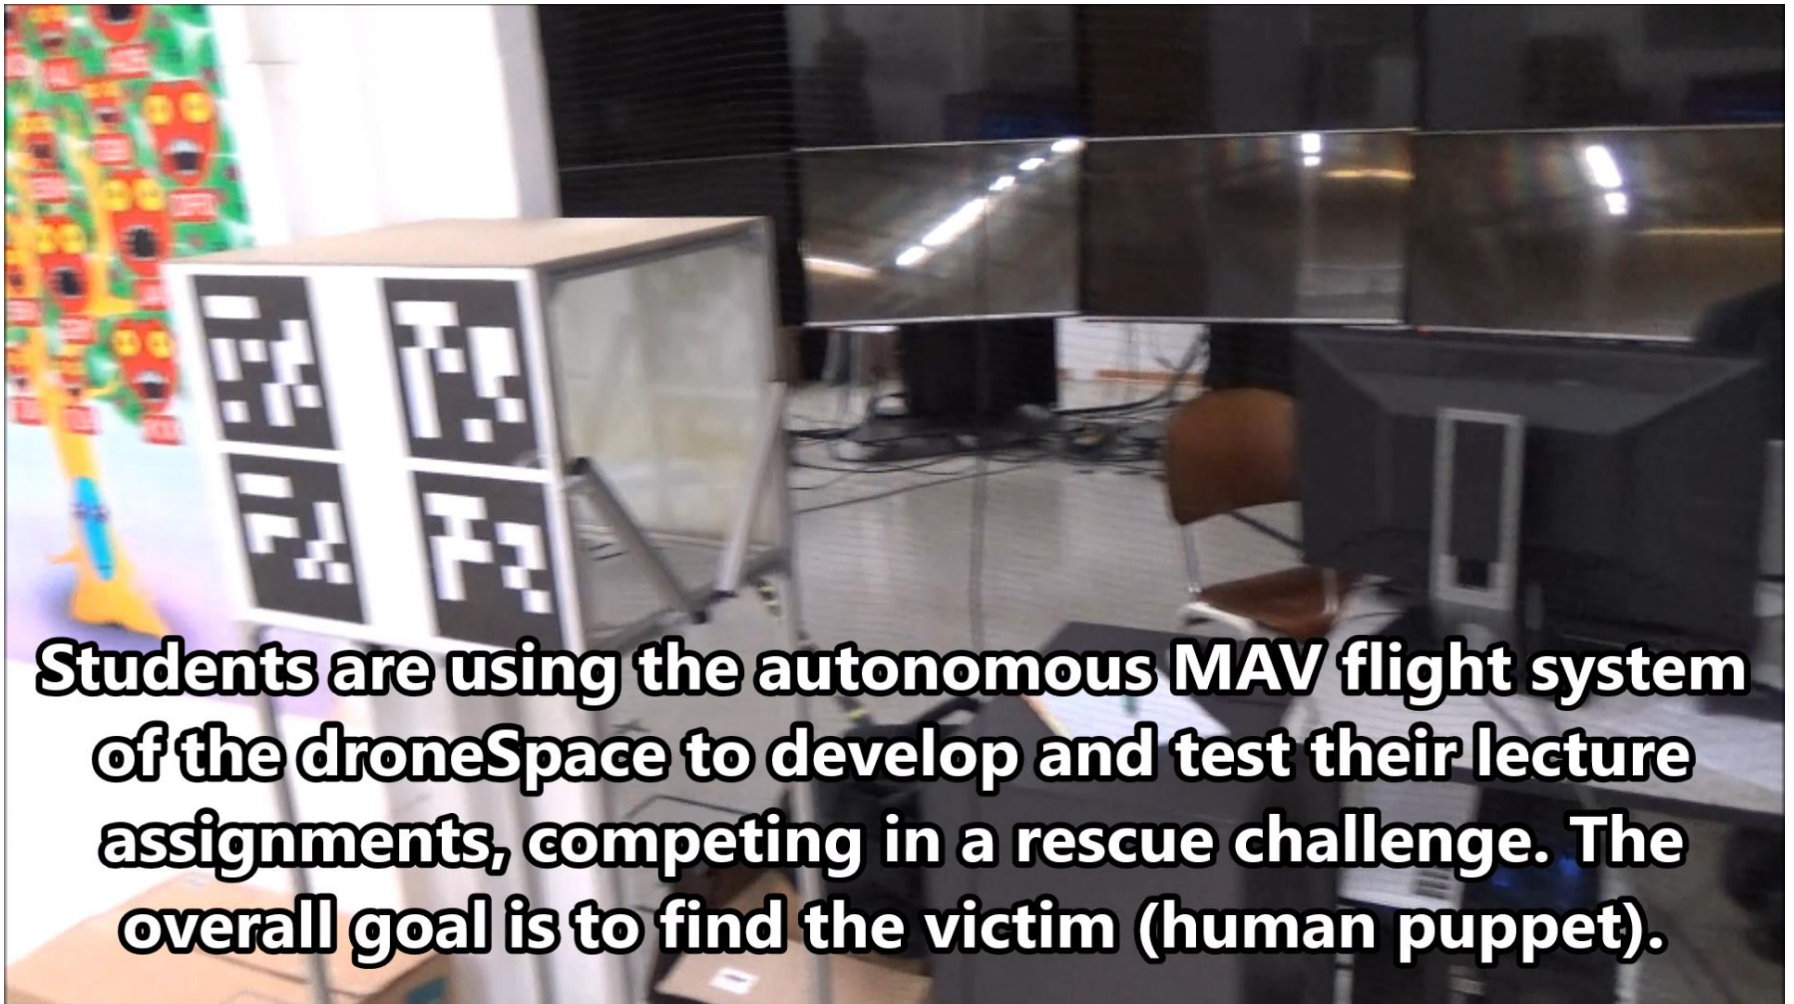 Students are using the autonomous MAV flight system
of the droneSpace to develop and test their lecture
assignments, competing in a rescue challenge. The
overall goal is to find the victim (human puppet).